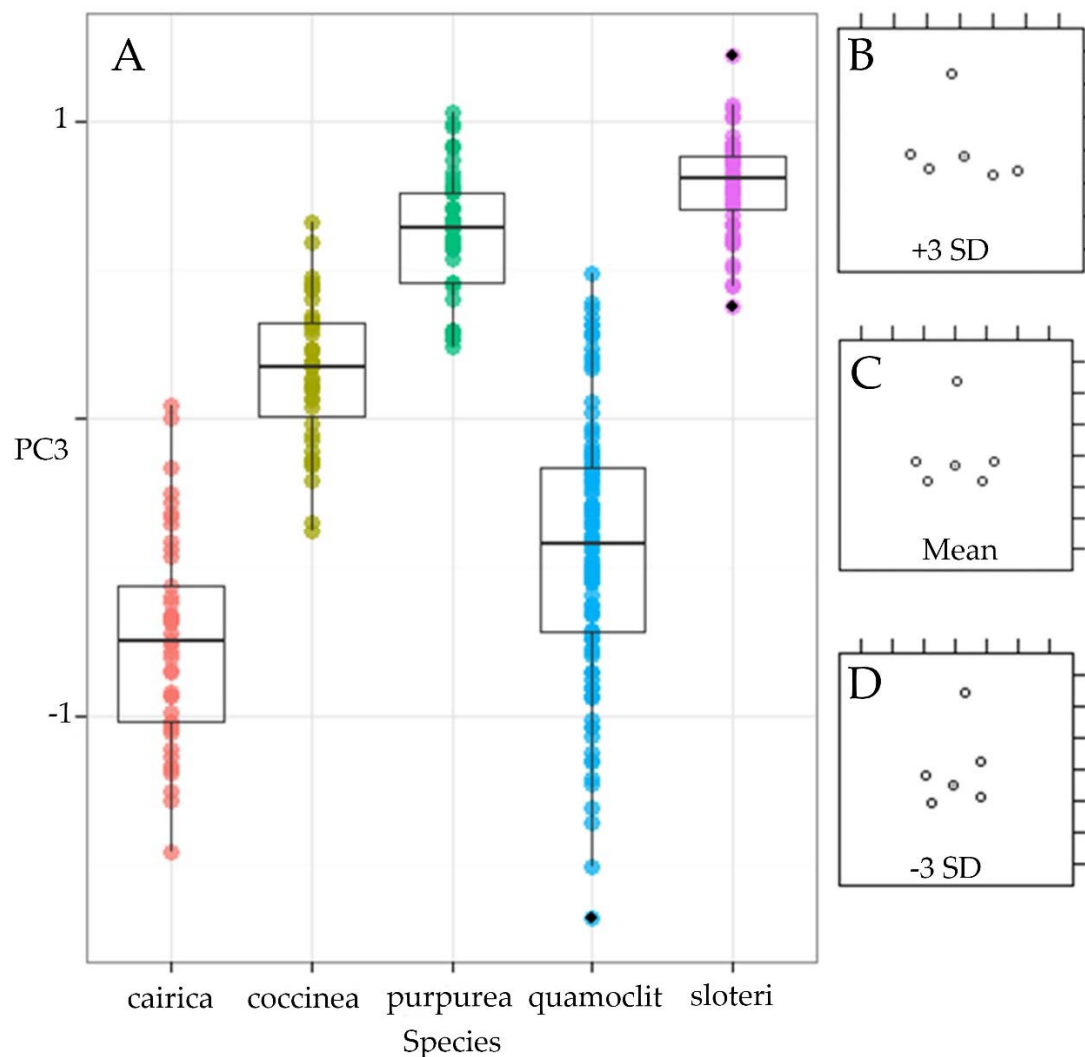 A
1
PC3
-1
cairica coccinea purpurea quamoclit sloteri
Species
B
+3 SD
C
Mean
D
-3 SD